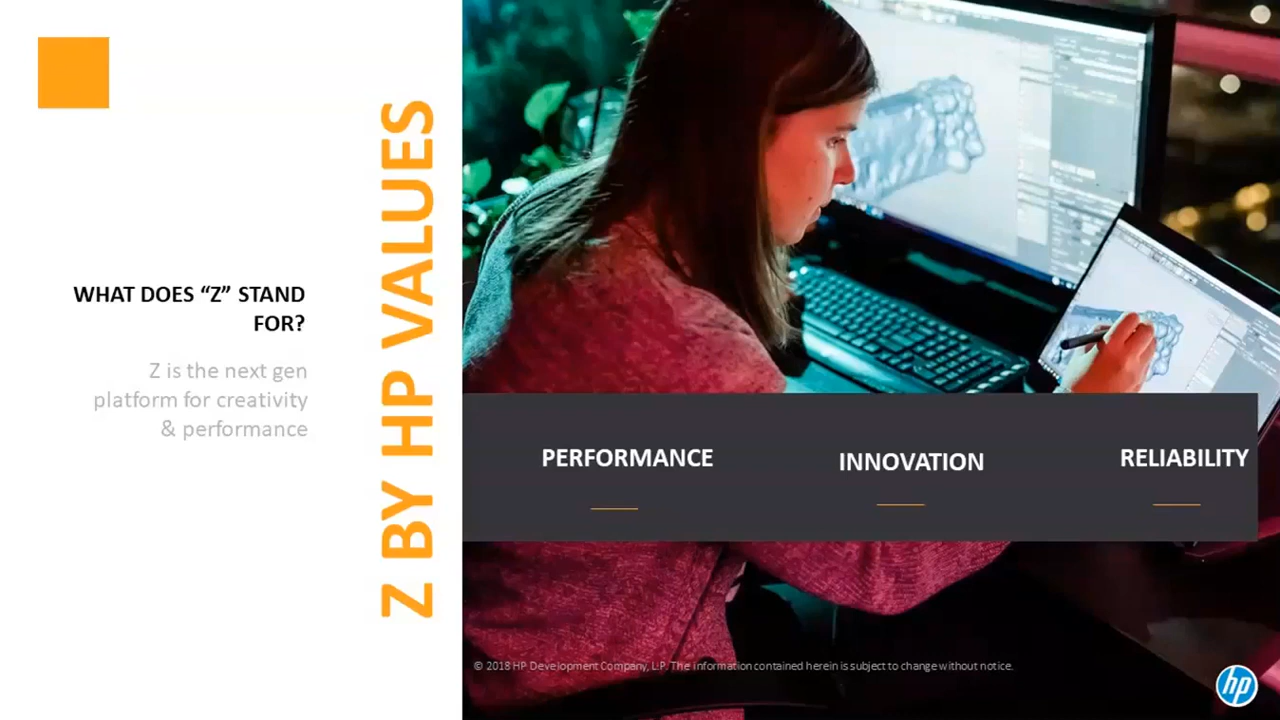 WHAT DOES “Z” STAND
FOR?
Z is the next gen
platform for creativity
& performance
Z BY HP VALUES
PERFORMANCE
INNOVATION
RELIABILITY
© 2018 HP Development Company, L.P. The information contained herein is subject to change without notice.
hp